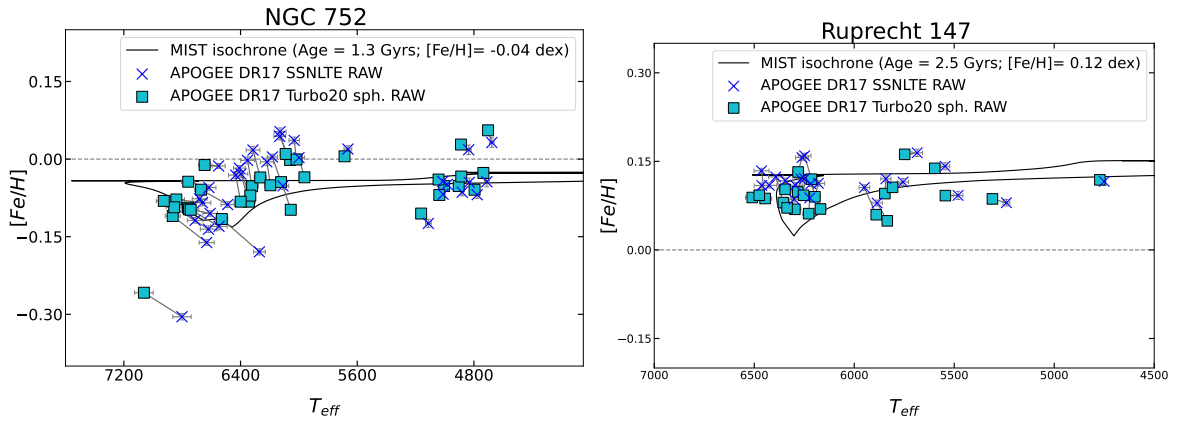 NGC 752
MIST isochrone (Age = 1.3 Gyrs; [Fe/H]= -0.04 dex)
APOGEE DR17 SSNLTE RAW
APOGEE DR17 Turbo20 sph. RAW
0.15
0.00
−0.15
−0.30
[Fe/H]
7200 6400 5600 4800
Teff
Ruprecht 147
MIST isochrone (Age = 2.5 Gyrs; [Fe/H]= 0.12 dex)
APOGEE DR17 SSNLTE RAW
APOGEE DR17 Turbo20 sph. RAW
0.30
0.15
0.00
−0.15
[Fe/H]
7000 6500 6000 5500 5000 4500
Teff